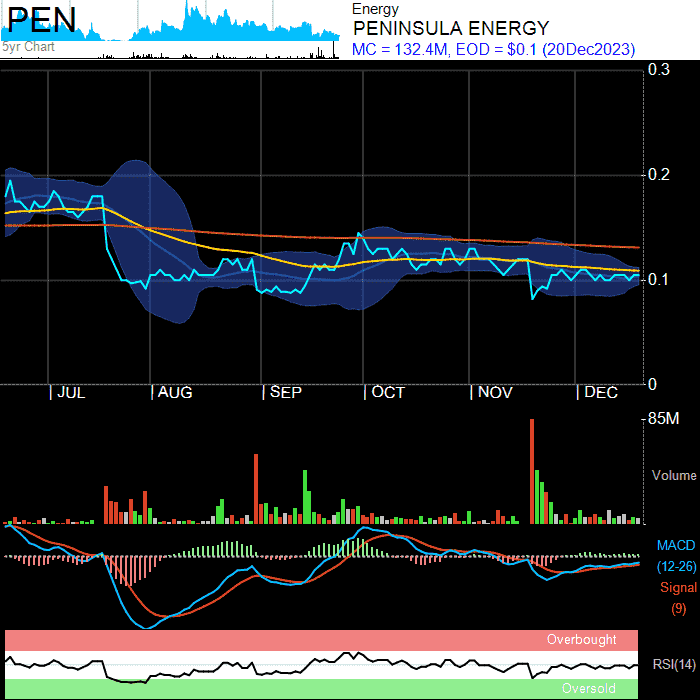 PEN
5yr Chart
Energy
PENINSULA ENERGY
MC = 132.4M, EOD = $0.1 (20Dec2023)
0.3
0.2
0.1
0
JUL AUG SEP OCT NOV DEC
85M
Volume
MACD
(12-26)
Signal
(9)
Overbought
RSI(14)
Oversold